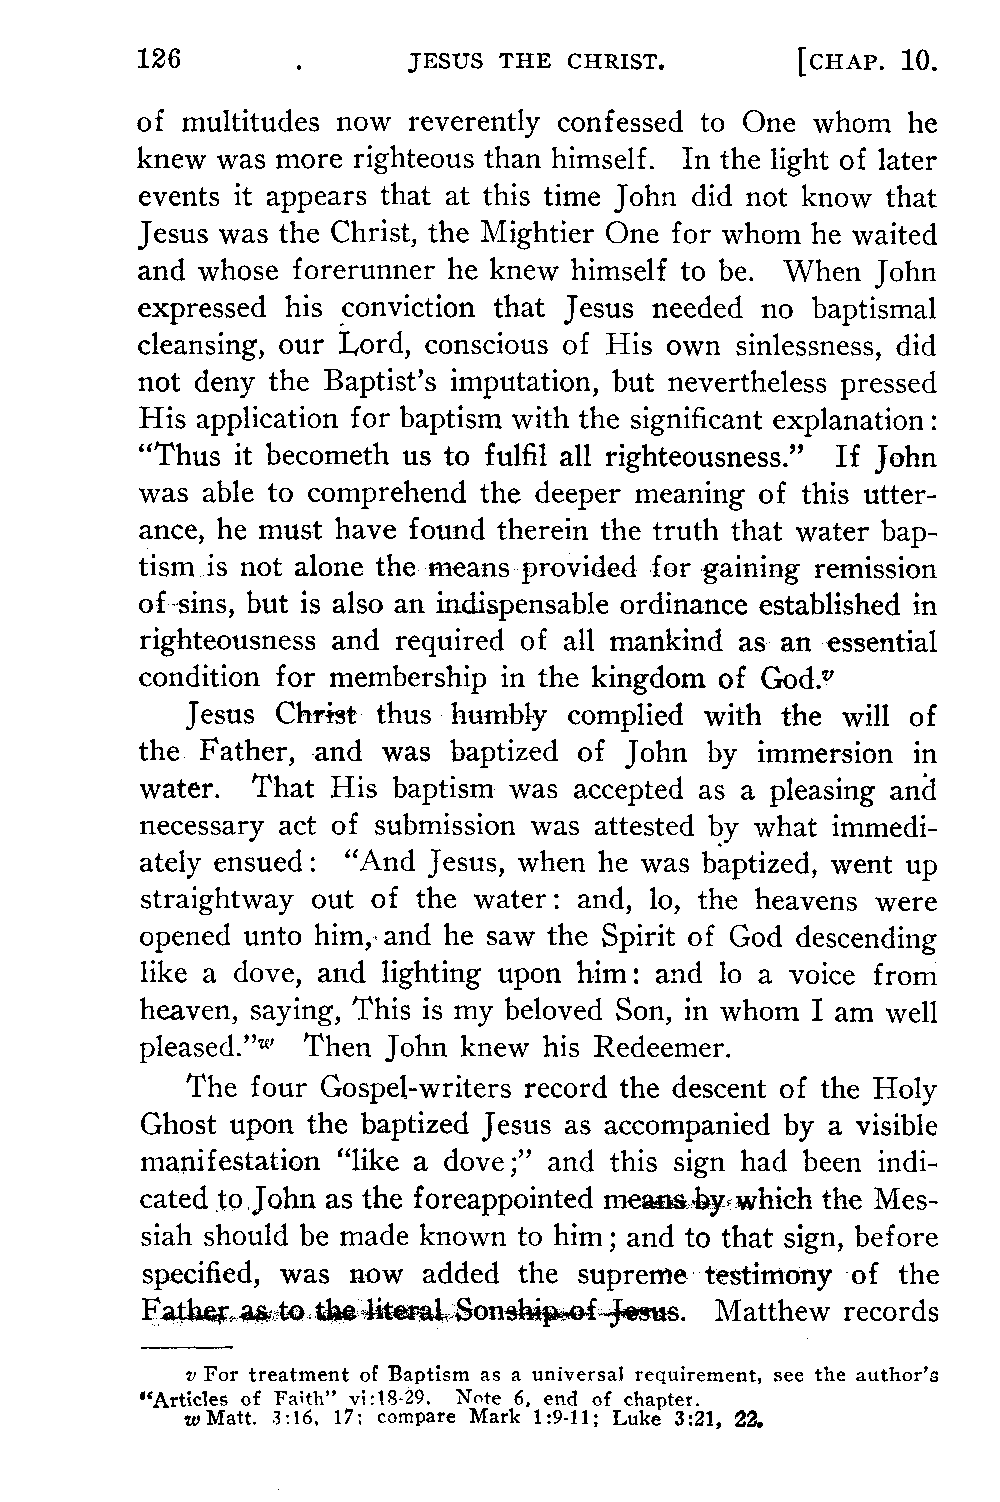 126 JESUS THE CHRIST. [CHAP. 10.
of multitudes now reverently confessed to One whom he
knew was more righteous than himself. In the light of later
events it appears that at this time John did not know that
Jesus was the Christ, the Mightier One for whom he waited
and whose forerunner he knew himself to be. When John
expressed his conviction that Jesus needed no baptismal
cleansing, our Lord, conscious of His own sinlessness, did
not deny the Baptist's imputation, but nevertheless pressed
His application for baptism with the significant explanation:
“Thus it becometh us to fulfil all righteousness.” If John
was able to comprehend the deeper meaning of this utter-
ance, he must have found therein the truth that water bap-
tism is not alone the means provided for gaining remission
of sins, but is also an indispensable ordinance established in
righteousness and required of all mankind as an essential
condition for membership in the kingdom of God.v
Jesus Christ thus humbly complied with the will of
the Father, and was baptized of John by immersion in
water. That His baptism was accepted as a pleasing and
necessary act of submission was attested by what immedi-
ately ensued: “And Jesus, when he was baptized, went up
straightway out of the water: and, lo, the heavens were
opened unto him, and he saw the Spirit of God descending
like a dove, and lighting upon him: and lo a voice from
heaven, saying, This is my beloved Son, in whom I am well
pleased.”w Then John knew his Redeemer.
The four Gospel-writers record the descent of the Holy
Ghost upon the baptized Jesus as accompanied by a visible
manifestation “like a dove;” and this sign had been indi-
cated to John as the foreappointed means by which the Mes-
siah should be made known to him; and to that sign, before
specified, was now added the supreme testimony of the
Father as to the literal Sonship of Jesus. Matthew records
v For treatment of Baptism as a universal requirement, see the author's
“Articles of Faith” vi:18-29. Note 6, end of chapter.
w Matt. 3:16, 17; compare Mark 1:9-11; Luke 3:21, 22.